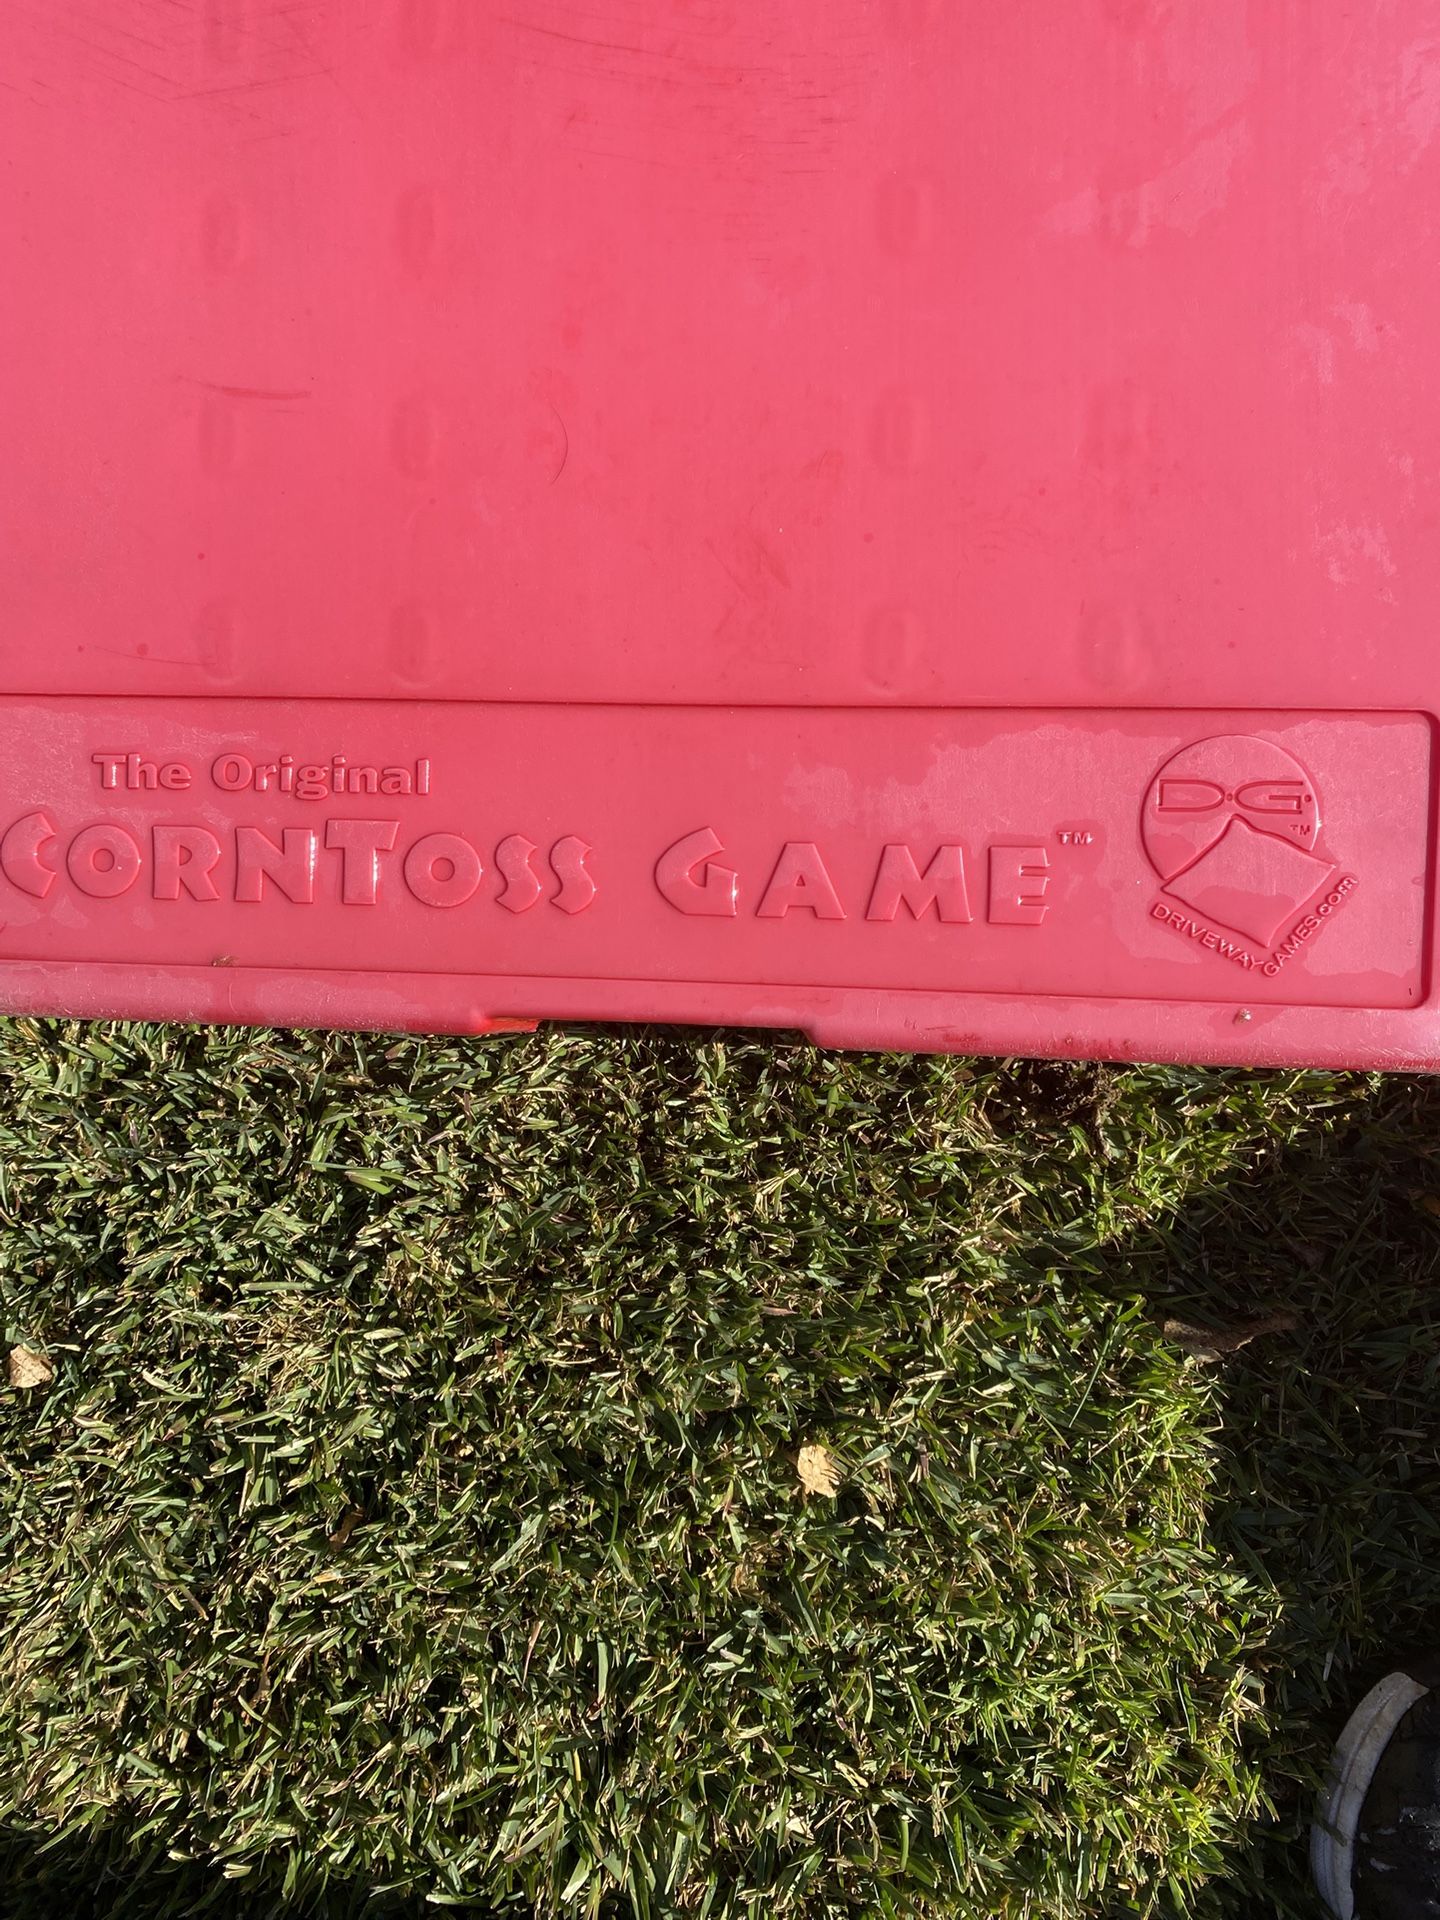 The Original
CORNTOSS GAME™
D.G.
™
DRIVEWAYGAMES.COM